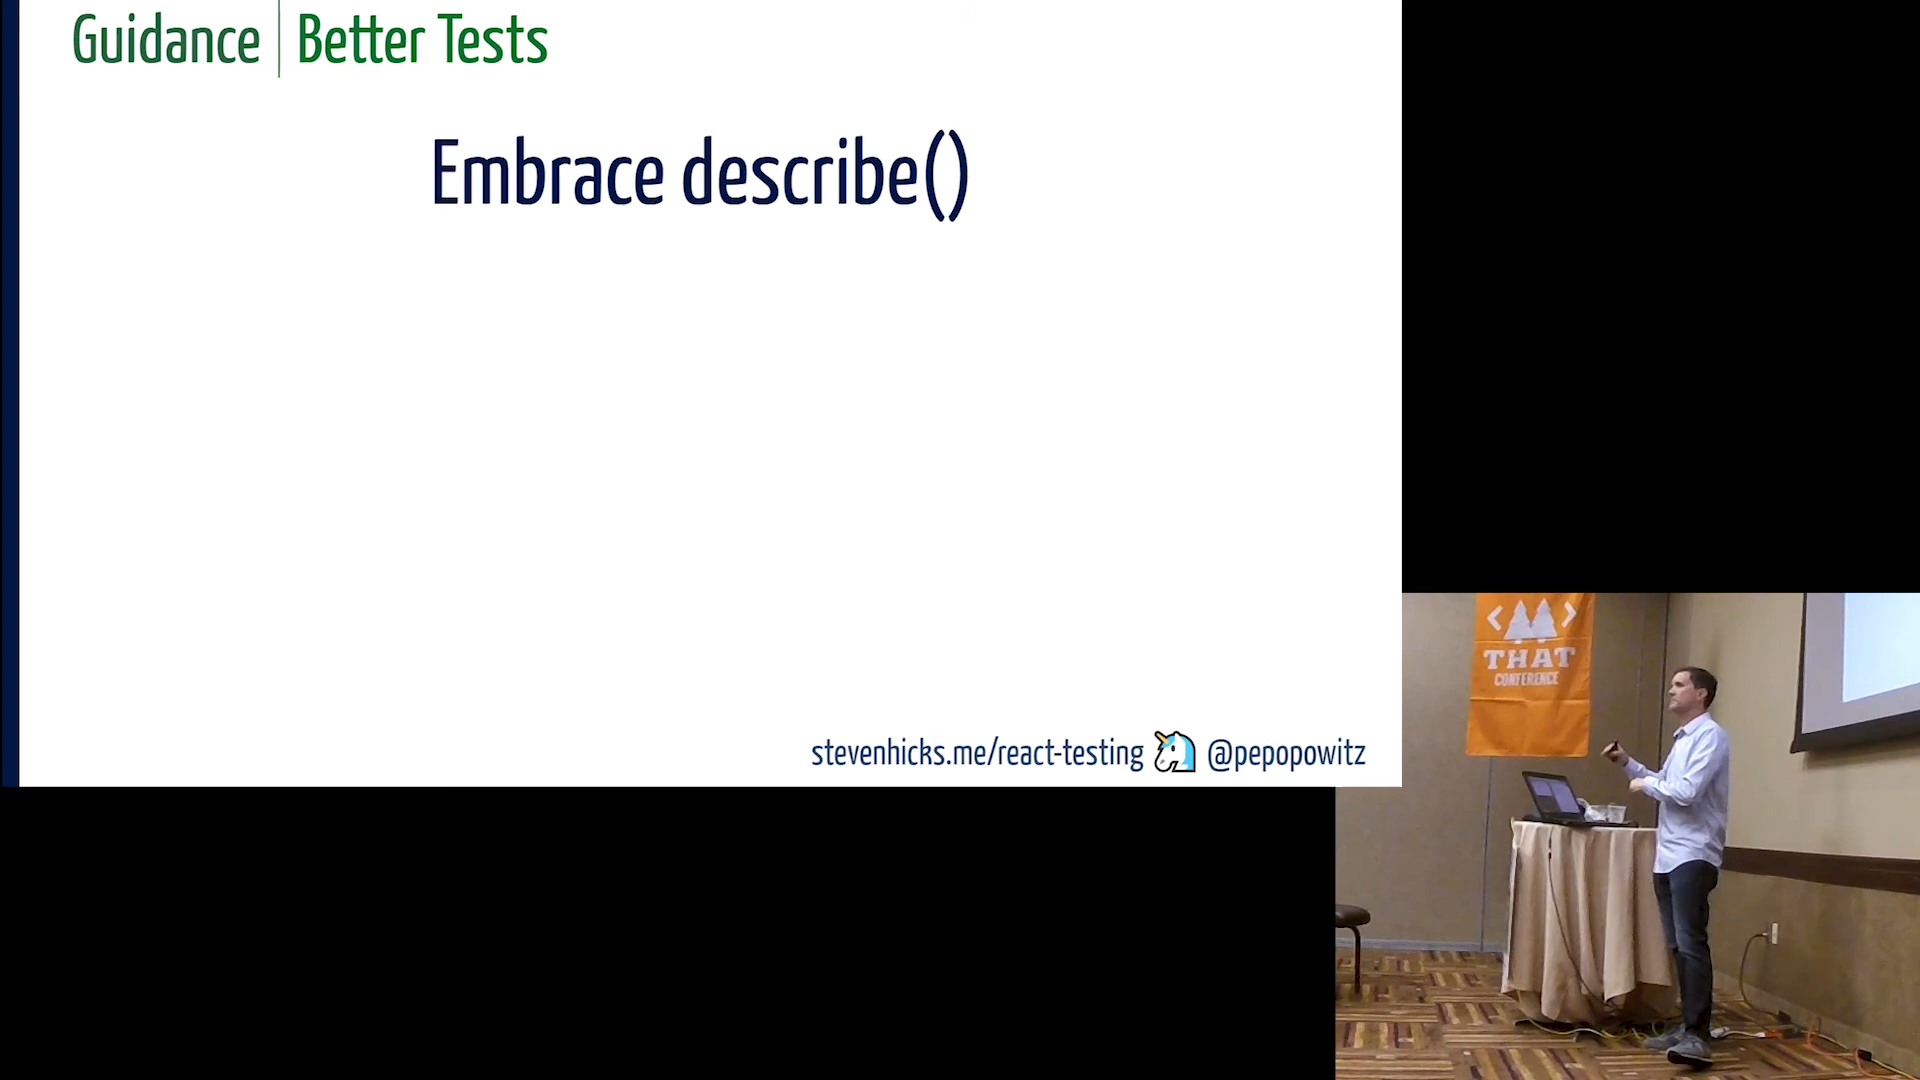 Guidance | Better Tests
Embrace describe()
stevenhicks.me/react-testing @pepopowitz
< >
THAT
CONFERENCE